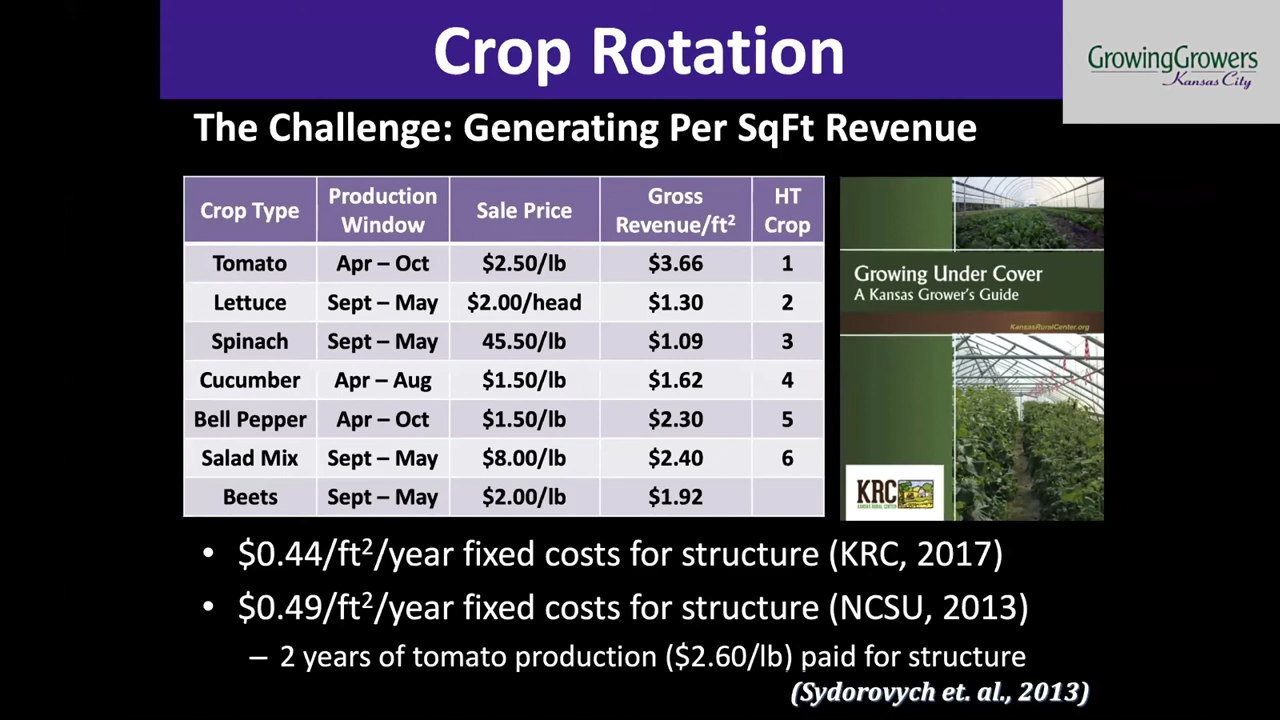 Crop Rotation
GrowingGrowers
Kansas City
The Challenge: Generating Per SqFt Revenue
Crop Type Production Window Sale Price Gross Revenue/ft² HT Crop
Tomato Apr – Oct $2.50/lb $3.66 1
Lettuce Sept – May $2.00/head $1.30 2
Spinach Sept – May 45.50/lb $1.09 3
Cucumber Apr – Aug $1.50/lb $1.62 4
Bell Pepper Apr – Oct $1.50/lb $2.30 5
Salad Mix Sept – May $8.00/lb $2.40 6
Beets Sept – May $2.00/lb $1.92
Growing Under Cover
A Kansas Grower's Guide
KansasRuralCenter.org
KRC
KANSAS RURAL CENTER
• $0.44/ft²/year fixed costs for structure (KRC, 2017)
• $0.49/ft²/year fixed costs for structure (NCSU, 2013)
– 2 years of tomato production ($2.60/lb) paid for structure
(Sydorovych et. al., 2013)